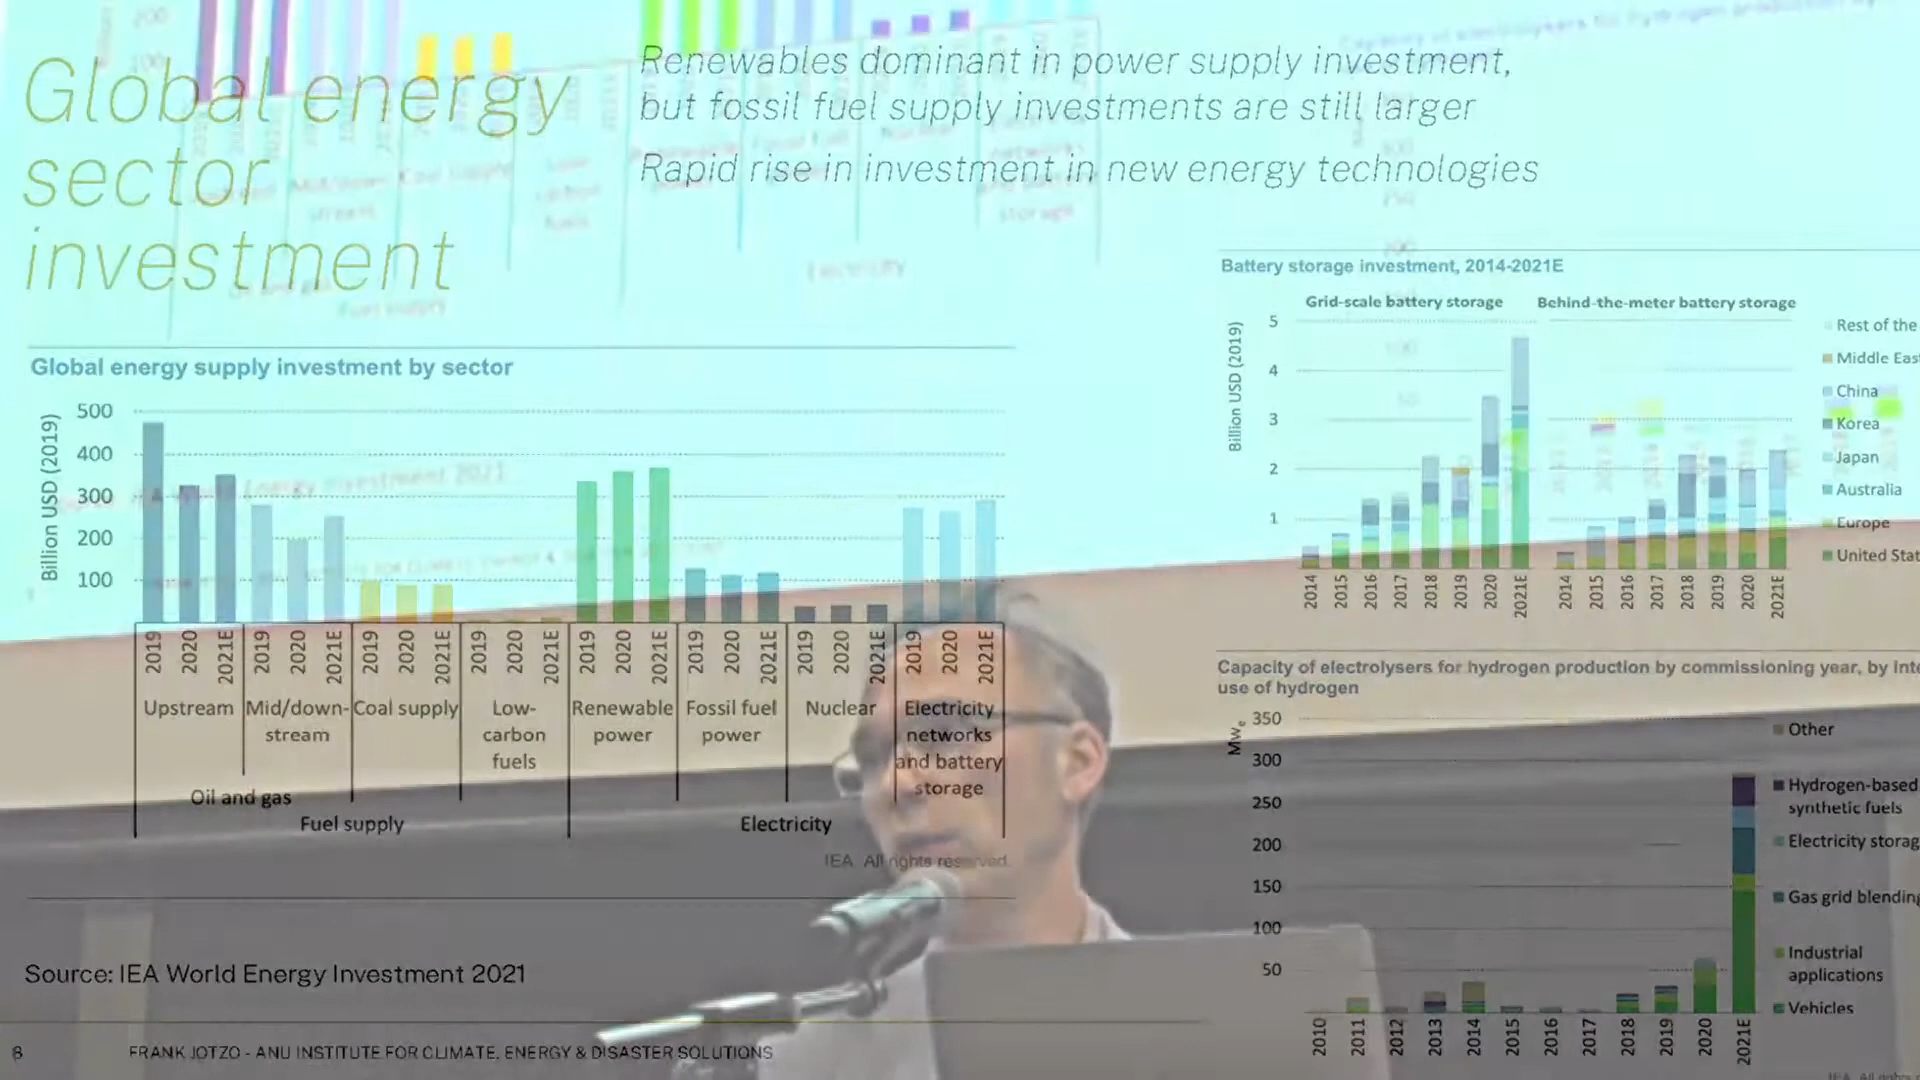 Global energy
sector
investment
Renewables dominant in power supply investment,
but fossil fuel supply investments are still larger
Rapid rise in investment in new energy technologies
Global energy supply investment by sector
Billion USD (2019)
500
400
300
200
100
2019 2020 2021E 2019 2020 2021E 2019 2020 2021E 2019 2020 2021E 2019 2020 2021E 2019 2020 2021E 2019 2020 2021E 2019 2020 2021E
Upstream Mid/down-stream Coal supply Low-carbon fuels Renewable power Fossil fuel power Nuclear Electricity networks and battery storage
Oil and gas
Fuel supply Electricity
IEA. All rights reserved.
Source: IEA World Energy Investment 2021
8 FRANK JOTZO - ANU INSTITUTE FOR CLIMATE, ENERGY & DISASTER SOLUTIONS
Battery storage investment, 2014-2021E
Grid-scale battery storage Behind-the-meter battery storage
Billion USD (2019)
5
4
3
2
1
2014 2015 2016 2017 2018 2019 2020 2021E 2014 2015 2016 2017 2018 2019 2020 2021E
Rest of the
Middle East
China
Korea
Japan
Australia
Europe
United Stat
Capacity of electrolysers for hydrogen production by commissioning year, by inte
use of hydrogen
MWe
350
300
250
200
150
100
50
2010 2011 2012 2013 2014 2015 2016 2017 2018 2019 2020 2021E
Other
Hydrogen-based
synthetic fuels
Electricity storag
Gas grid blending
Industrial
applications
Vehicles